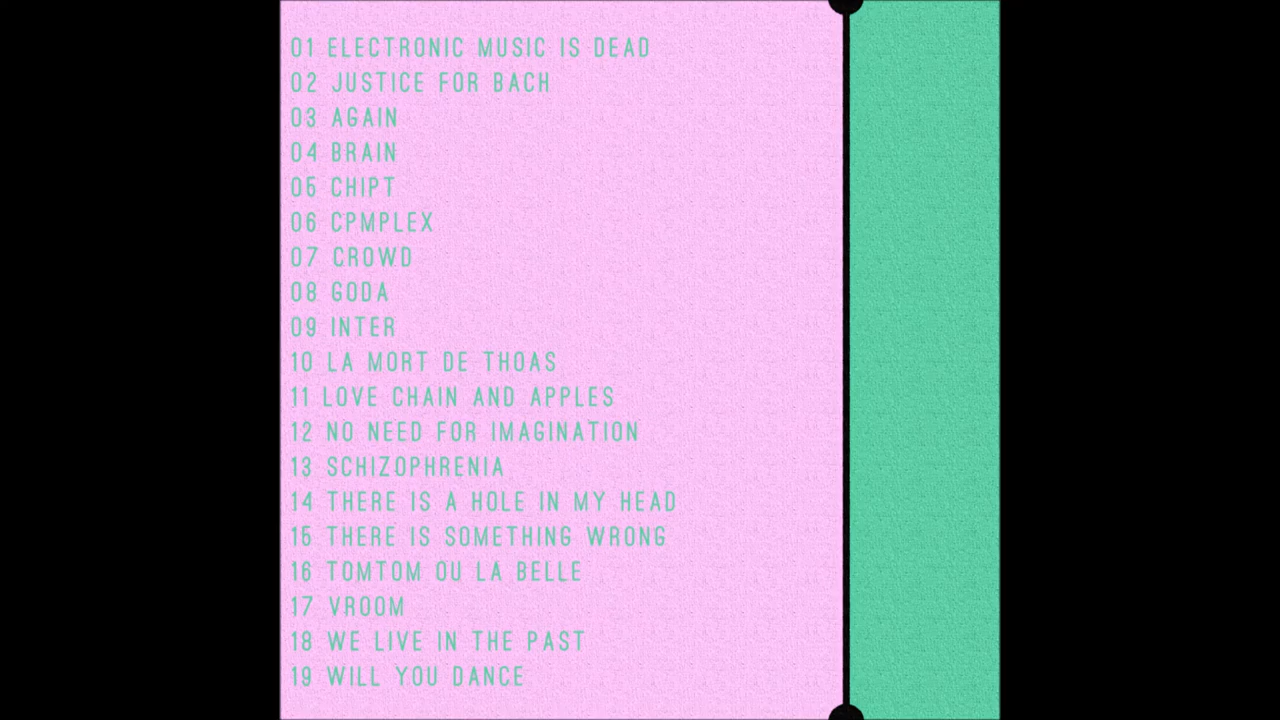 01 ELECTRONIC MUSIC IS DEAD
02 JUSTICE FOR BACH
03 AGAIN
04 BRAIN
05 CHIPT
06 CPMPLEX
07 CROWD
08 GODA
09 INTER
10 LA MORT DE THOAS
11 LOVE CHAIN AND APPLES
12 NO NEED FOR IMAGINATION
13 SCHIZOPHRENIA
14 THERE IS A HOLE IN MY HEAD
15 THERE IS SOMETHING WRONG
16 TOMTOM OU LA BELLE
17 VROOM
18 WE LIVE IN THE PAST
19 WILL YOU DANCE